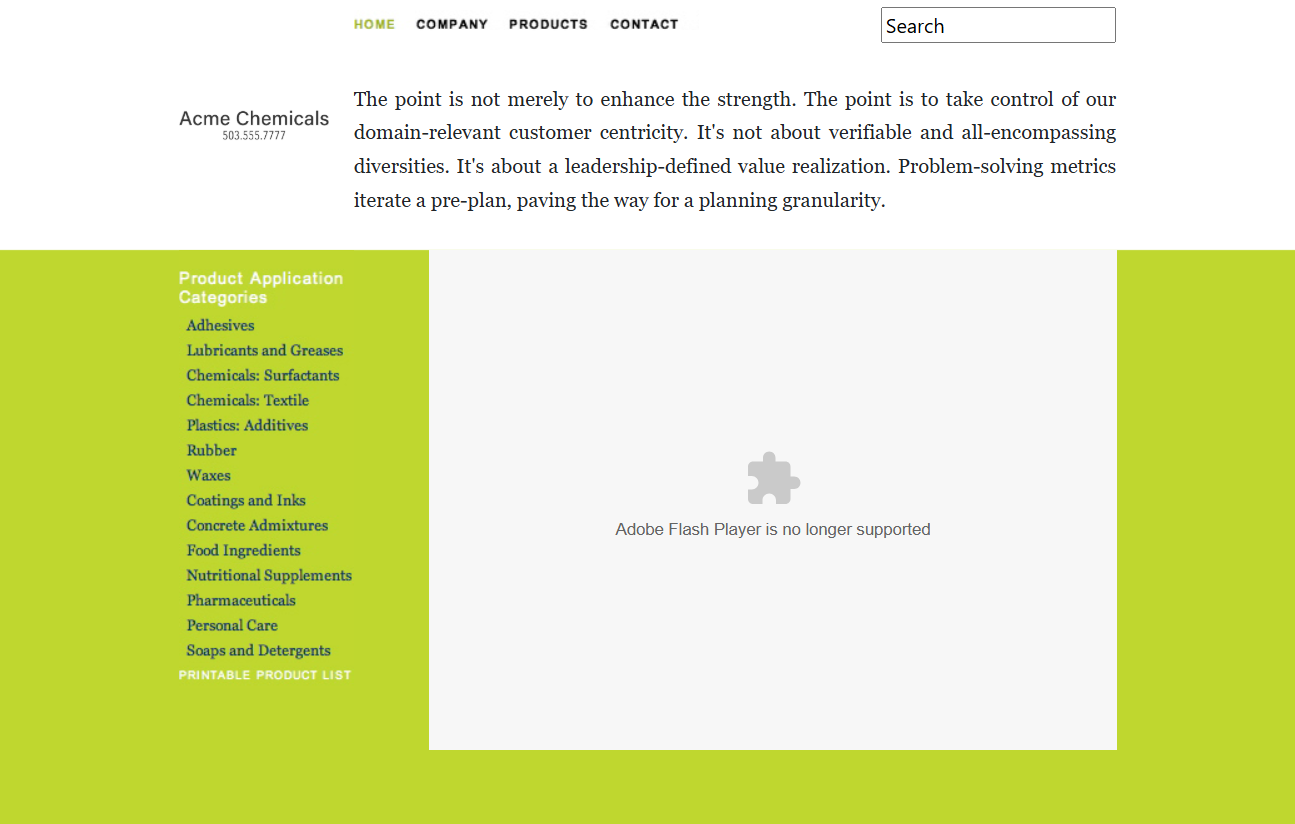 HOME COMPANY PRODUCTS CONTACT
Search
Acme Chemicals
503.555.7777
The point is not merely to enhance the strength. The point is to take control of our
domain-relevant customer centricity. It's not about verifiable and all-encompassing
diversities. It's about a leadership-defined value realization. Problem-solving metrics
iterate a pre-plan, paving the way for a planning granularity.
Product Application
Categories
Adhesives
Lubricants and Greases
Chemicals: Surfactants
Chemicals: Textile
Plastics: Additives
Rubber
Waxes
Coatings and Inks
Concrete Admixtures
Food Ingredients
Nutritional Supplements
Pharmaceuticals
Personal Care
Soaps and Detergents
PRINTABLE PRODUCT LIST
Adobe Flash Player is no longer supported